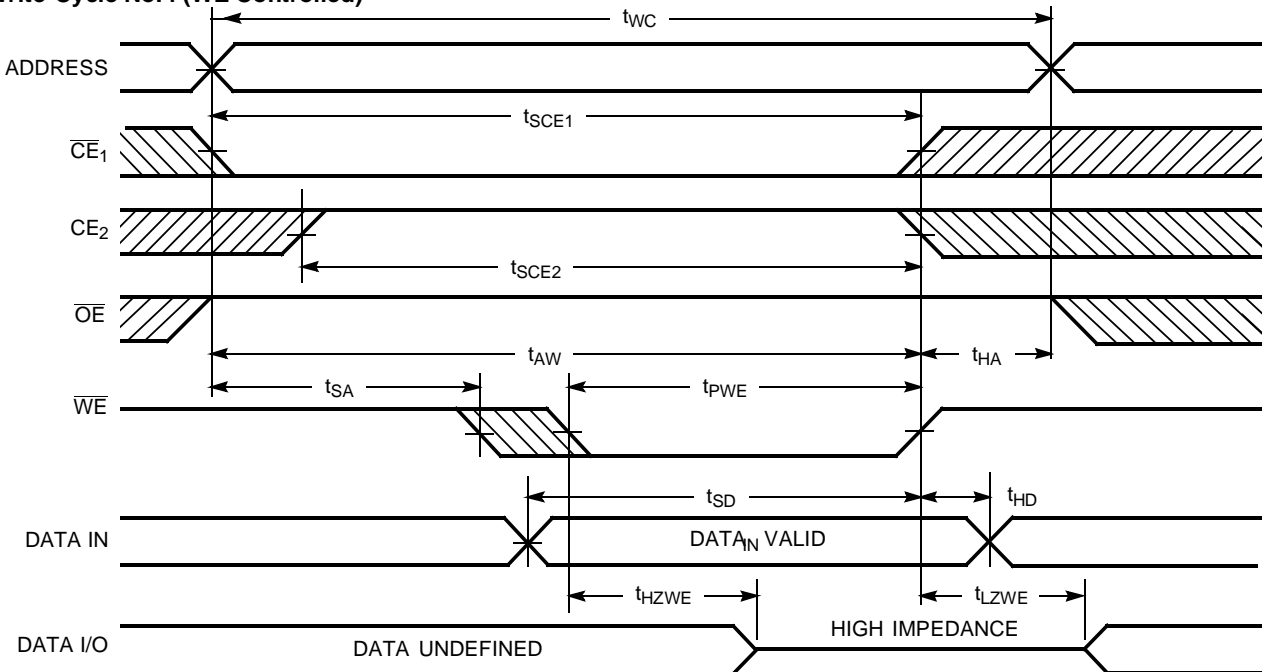 Write Cycle No. 1 (WE Controlled)
tWC
ADDRESS
tSCE1
CE1
CE2
tSCE2
OE
tAW
tHA
tSA
tPWE
WE
tSD
tHD
DATA IN
DATAIN VALID
tHZWE
tLZWE
HIGH IMPEDANCE
DATA I/O
DATA UNDEFINED